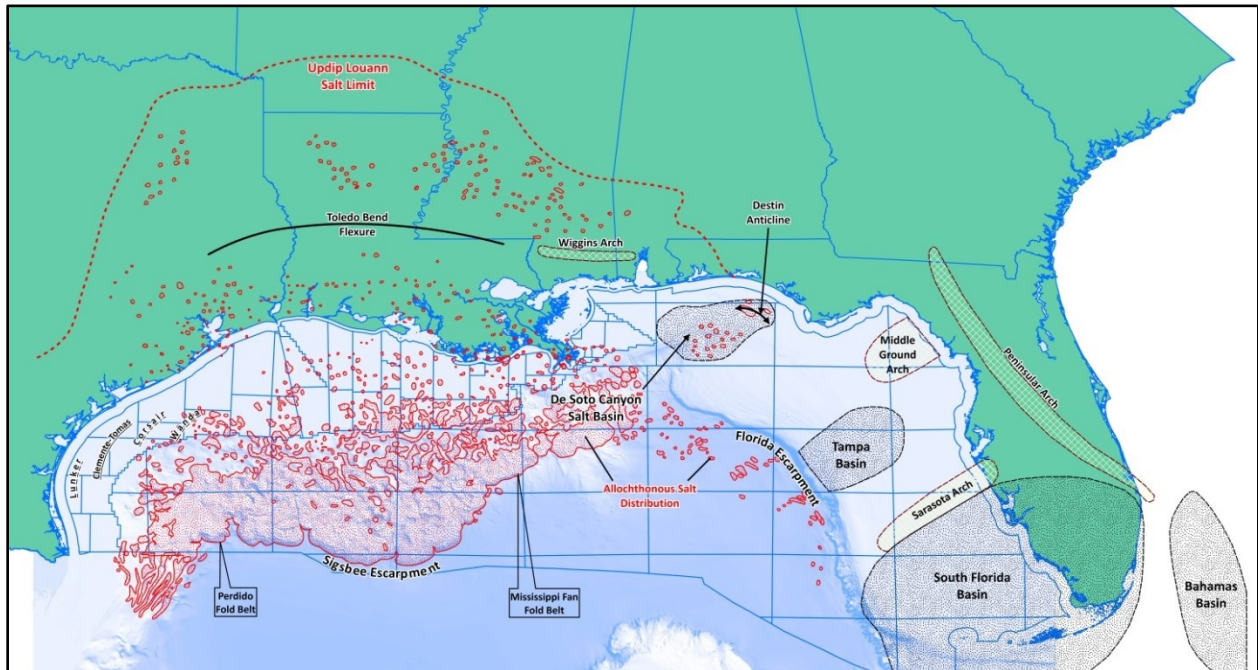 Updip Louann
Salt Limit
Toledo Bend
Flexure
Wiggins Arch
Destin
Anticline
Middle
Ground
Arch
Peninsular Arch
De Soto Canyon
Salt Basin
Lunker
Clemente-Tomas
Corsair
Wanda
Florida Escarpment
Tampa
Basin
Allochthonous Salt
Distribution
Sarasota Arch
Sigsbee Escarpment
Perdido
Fold Belt
Mississippi Fan
Fold Belt
South Florida
Basin
Bahamas
Basin